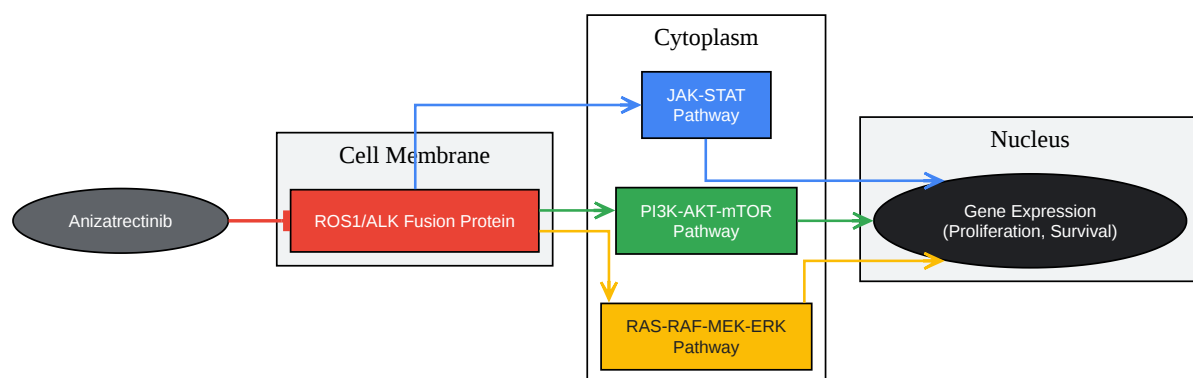 Cytoplasm
JAK-STAT
Pathway
Cell Membrane
Nucleus
Anizatrectinib
ROS1/ALK Fusion Protein
PI3K-AKT-mTOR
Pathway
Gene Expression
(Proliferation, Survival)
RAS-RAF-MEK-ERK
Pathway